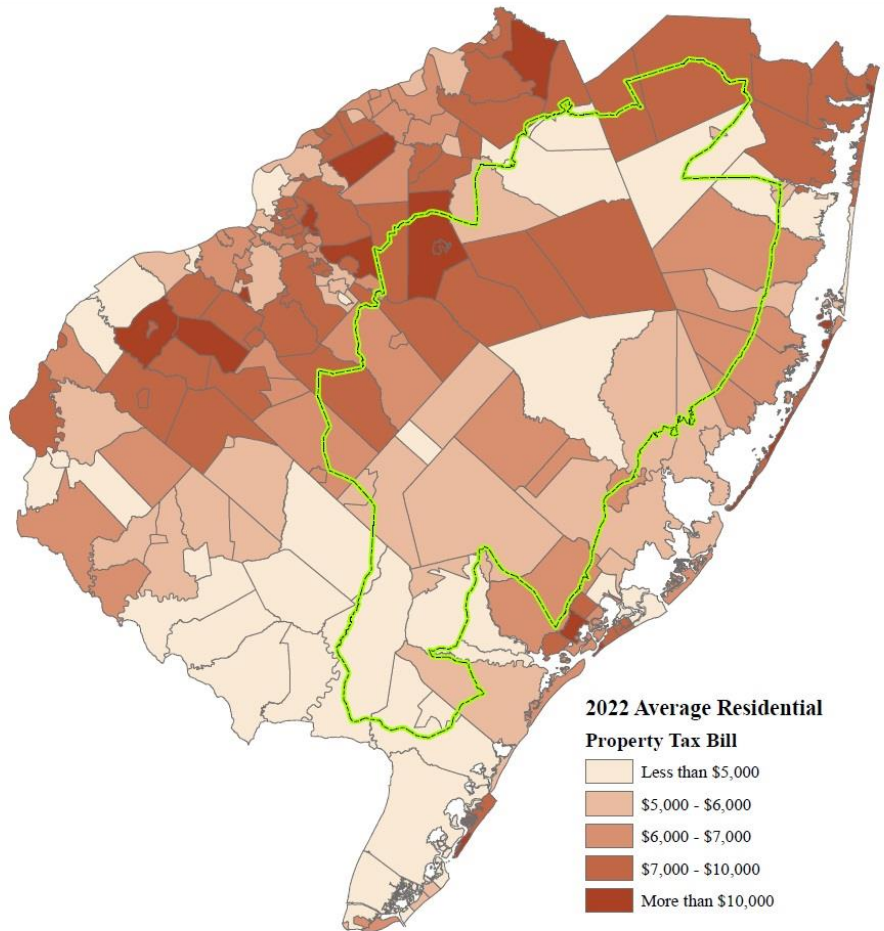 2022 Average Residential
Property Tax Bill
Less than $5,000
$5,000 - $6,000
$6,000 - $7,000
$7,000 - $10,000
More than $10,000